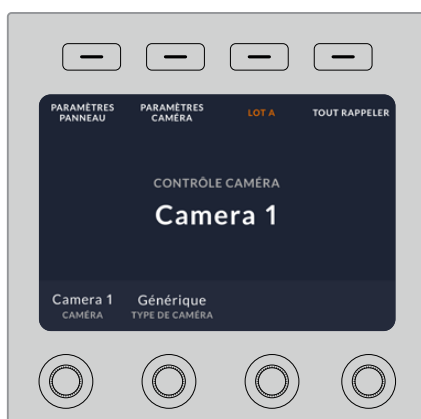 PARAMÈTRES PANNEAU
PARAMÈTRES CAMÉRA
LOT A
TOUT RAPPELER
CONTRÔLE CAMÉRA
Camera 1
Camera 1
CAMÉRA
Générique
TYPE DE CAMÉRA